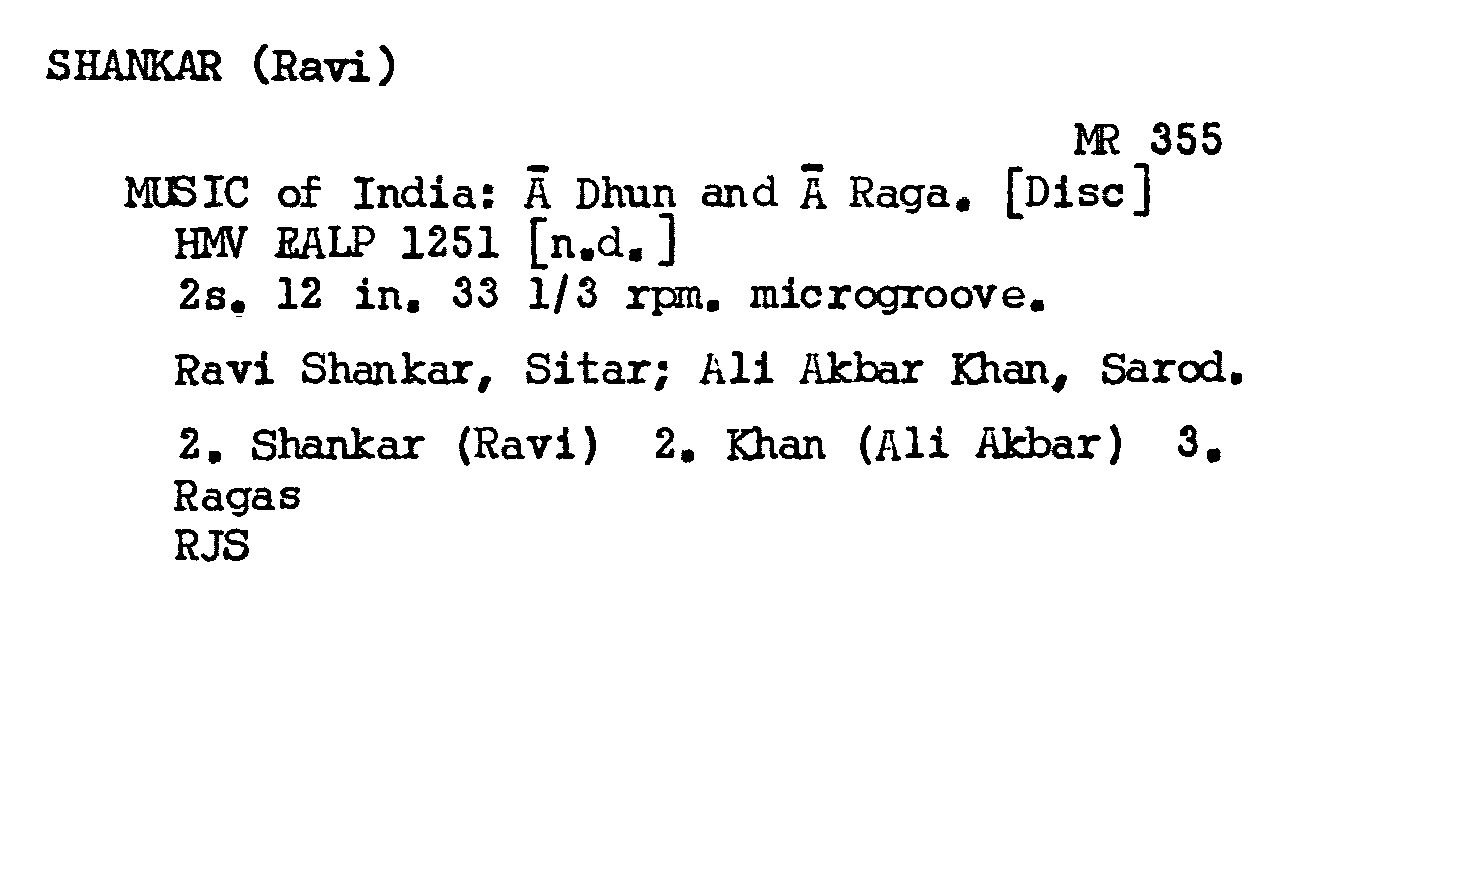 SHANKAR (Ravi)
MR 355
MUSIC of India: Ā Dhun and Ā Raga. [Disc]
HMV EALP 1251 [n.d.]
2s. 12 in. 33 1/3 rpm. microgroove.
Ravi Shankar, Sitar; Ali Akbar Khan, Sarod.
2. Shankar (Ravi) 2. Khan (Ali Akbar) 3.
Ragas
RJS